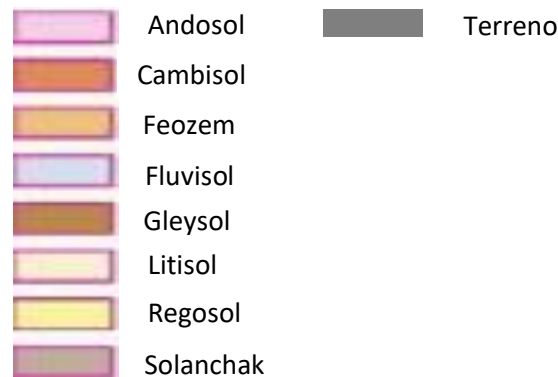 Andosol
Terreno
Cambisol
Feozem
Fluvisol
Gleysol
Litisol
Regosol
Solanchak